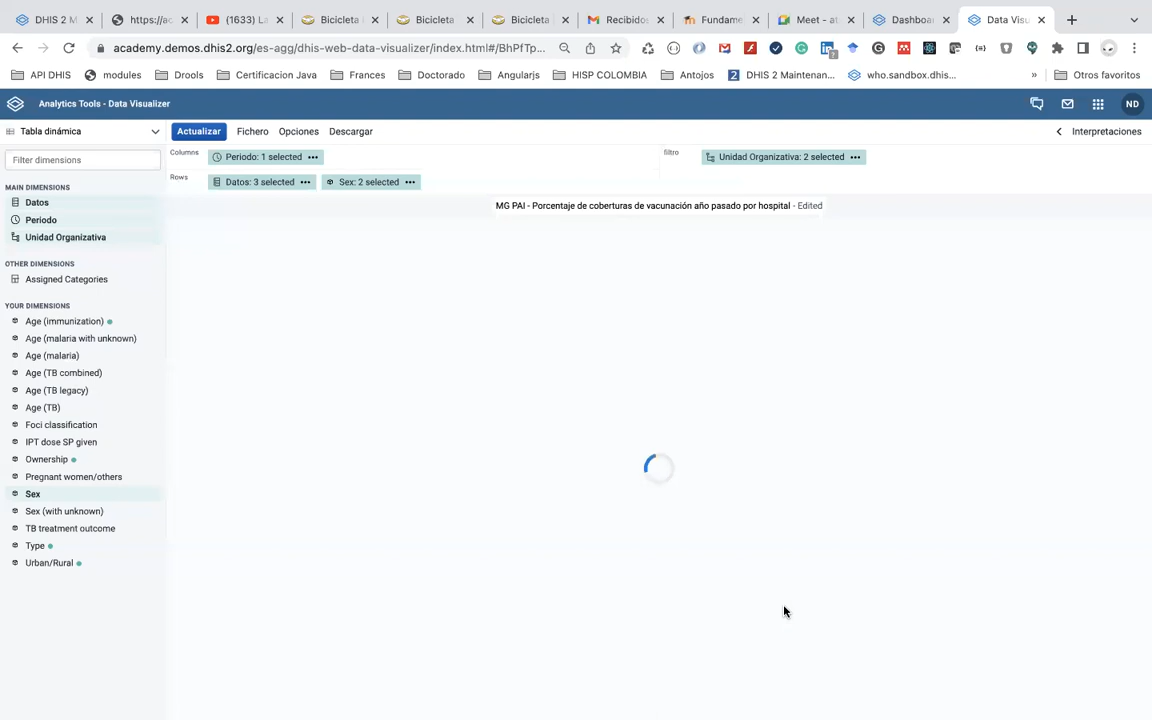 DHIS 2 M
https://ac
(1633) La
Bicicleta
Bicicleta
Bicicleta
Recibidos
Fundame
Meet - at
Dashboar
Data Visu
academy.demos.dhis2.org/es-agg/dhis-web-data-visualizer/index.html#/BhPfTp...
API DHIS
modules
Drools
Certificacion Java
Frances
Doctorado
Angularjs
HISP COLOMBIA
Antojos
DHIS 2 Maintenan...
who.sandbox.dhis...
»
Otros favoritos
Analytics Tools - Data Visualizer
ND
Tabla dinámica
Actualizar
Fichero
Opciones
Descargar
Interpretaciones
Filter dimensions
Columns
Periodo: 1 selected •••
filtro
Unidad Organizativa: 2 selected •••
Rows
Datos: 3 selected •••
Sex: 2 selected •••
MG PAI - Porcentaje de coberturas de vacunación año pasado por hospital - Edited
MAIN DIMENSIONS
Datos
Periodo
Unidad Organizativa
OTHER DIMENSIONS
Assigned Categories
YOUR DIMENSIONS
Age (immunization)
Age (malaria with unknown)
Age (malaria)
Age (TB combined)
Age (TB legacy)
Age (TB)
Foci classification
IPT dose SP given
Ownership
Pregnant women/others
Sex
Sex (with unknown)
TB treatment outcome
Type
Urban/Rural